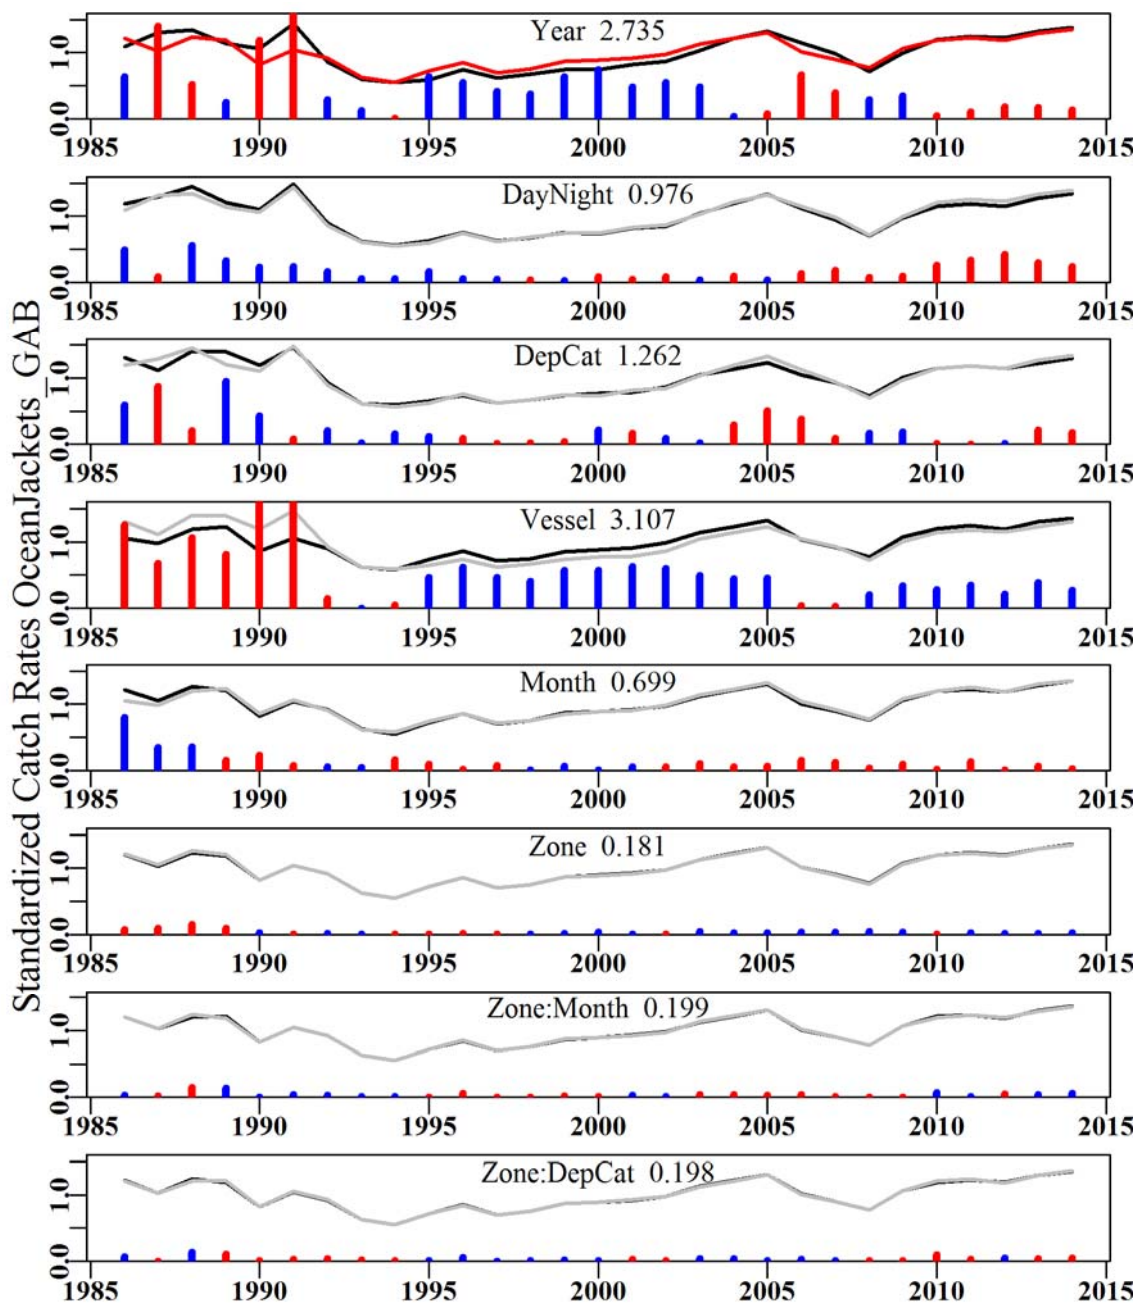 Standardized Catch Rates OceanJackets_GAB
Year 2.735
0.0 1.0
1985 1990 1995 2000 2005 2010 2015
DayNight 0.976
0.0 1.0
1985 1990 1995 2000 2005 2010 2015
DepCat 1.262
0.0 1.0
1985 1990 1995 2000 2005 2010 2015
Vessel 3.107
0.0 1.0
1985 1990 1995 2000 2005 2010 2015
Month 0.699
0.0 1.0
1985 1990 1995 2000 2005 2010 2015
Zone 0.181
0.0 1.0
1985 1990 1995 2000 2005 2010 2015
Zone:Month 0.199
0.0 1.0
1985 1990 1995 2000 2005 2010 2015
Zone:DepCat 0.198
0.0 1.0
1985 1990 1995 2000 2005 2010 2015